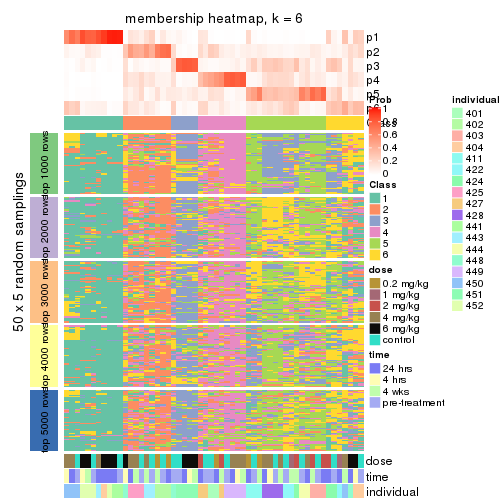 membership heatmap, k = 6
p1
p2
p3
p4
p5
p6
Prob
1
0.8
0.6
0.4
0.2
0
Class
1
2
3
4
5
6
dose
0.2 mg/kg
1 mg/kg
2 mg/kg
4 mg/kg
6 mg/kg
control
time
24 hrs
4 hrs
4 wks
pre-treatment
Individual
401
402
403
404
411
422
424
425
427
428
441
443
444
448
449
450
451
452
50 x 5 random samplings
top 1000 rows
top 2000 rows
top 3000 rows
top 4000 rows
top 5000 rows
dose
time
individual